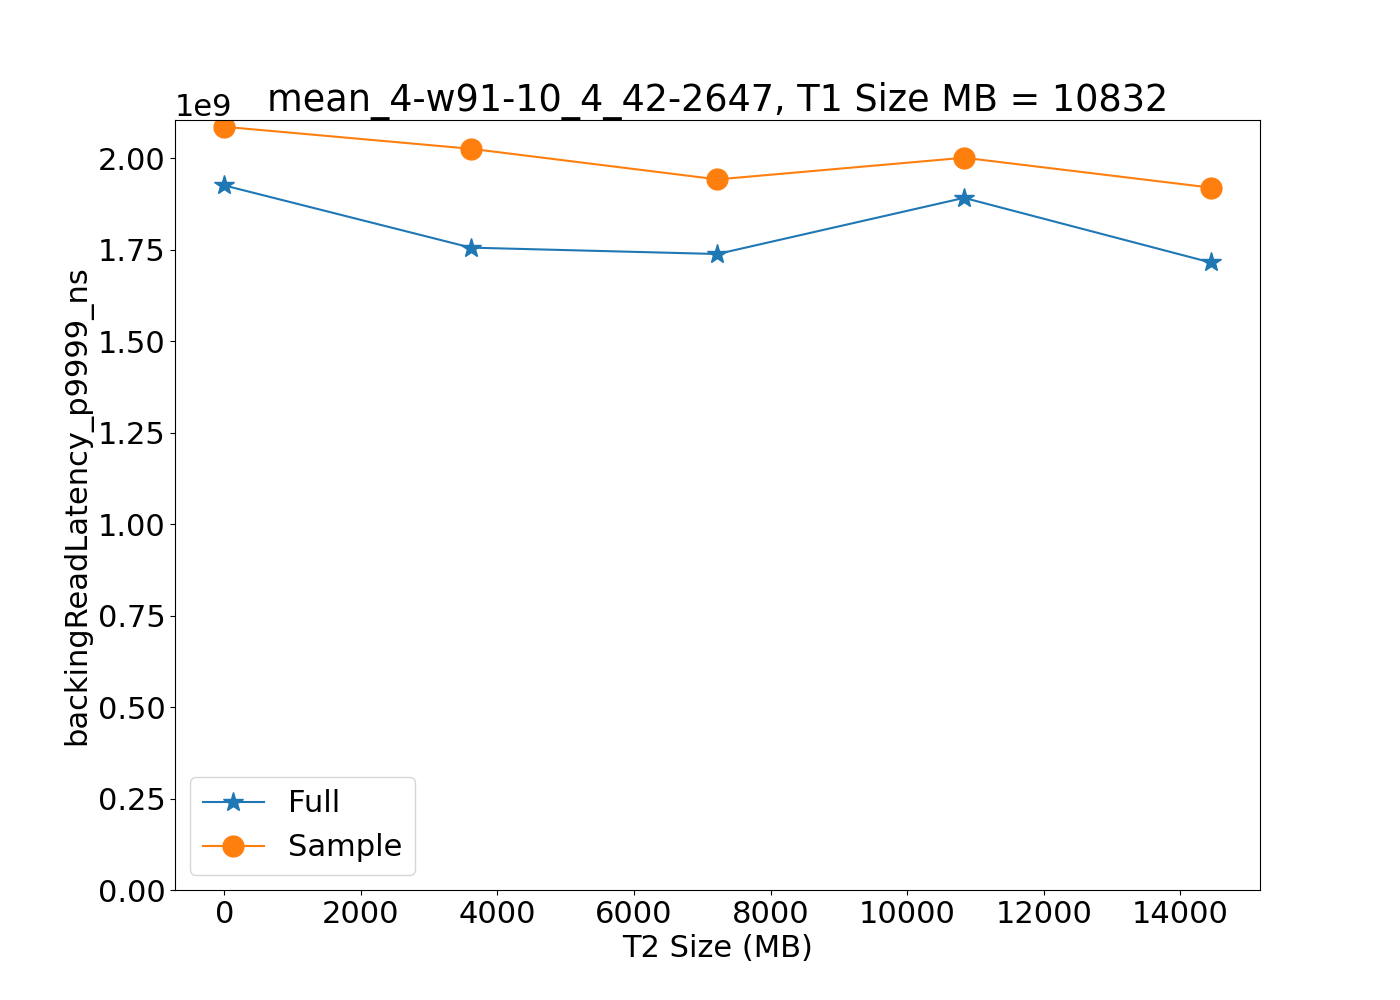 mean_4-w91-10_4_42-2647, T1 Size MB = 10832
1e9
2.00
1.75
1.50
1.25
1.00
0.75
0.50
0.25
0.00
backingReadLatency_p9999_ns
Full
Sample
0 2000 4000 6000 8000 10000 12000 14000
T2 Size (MB)